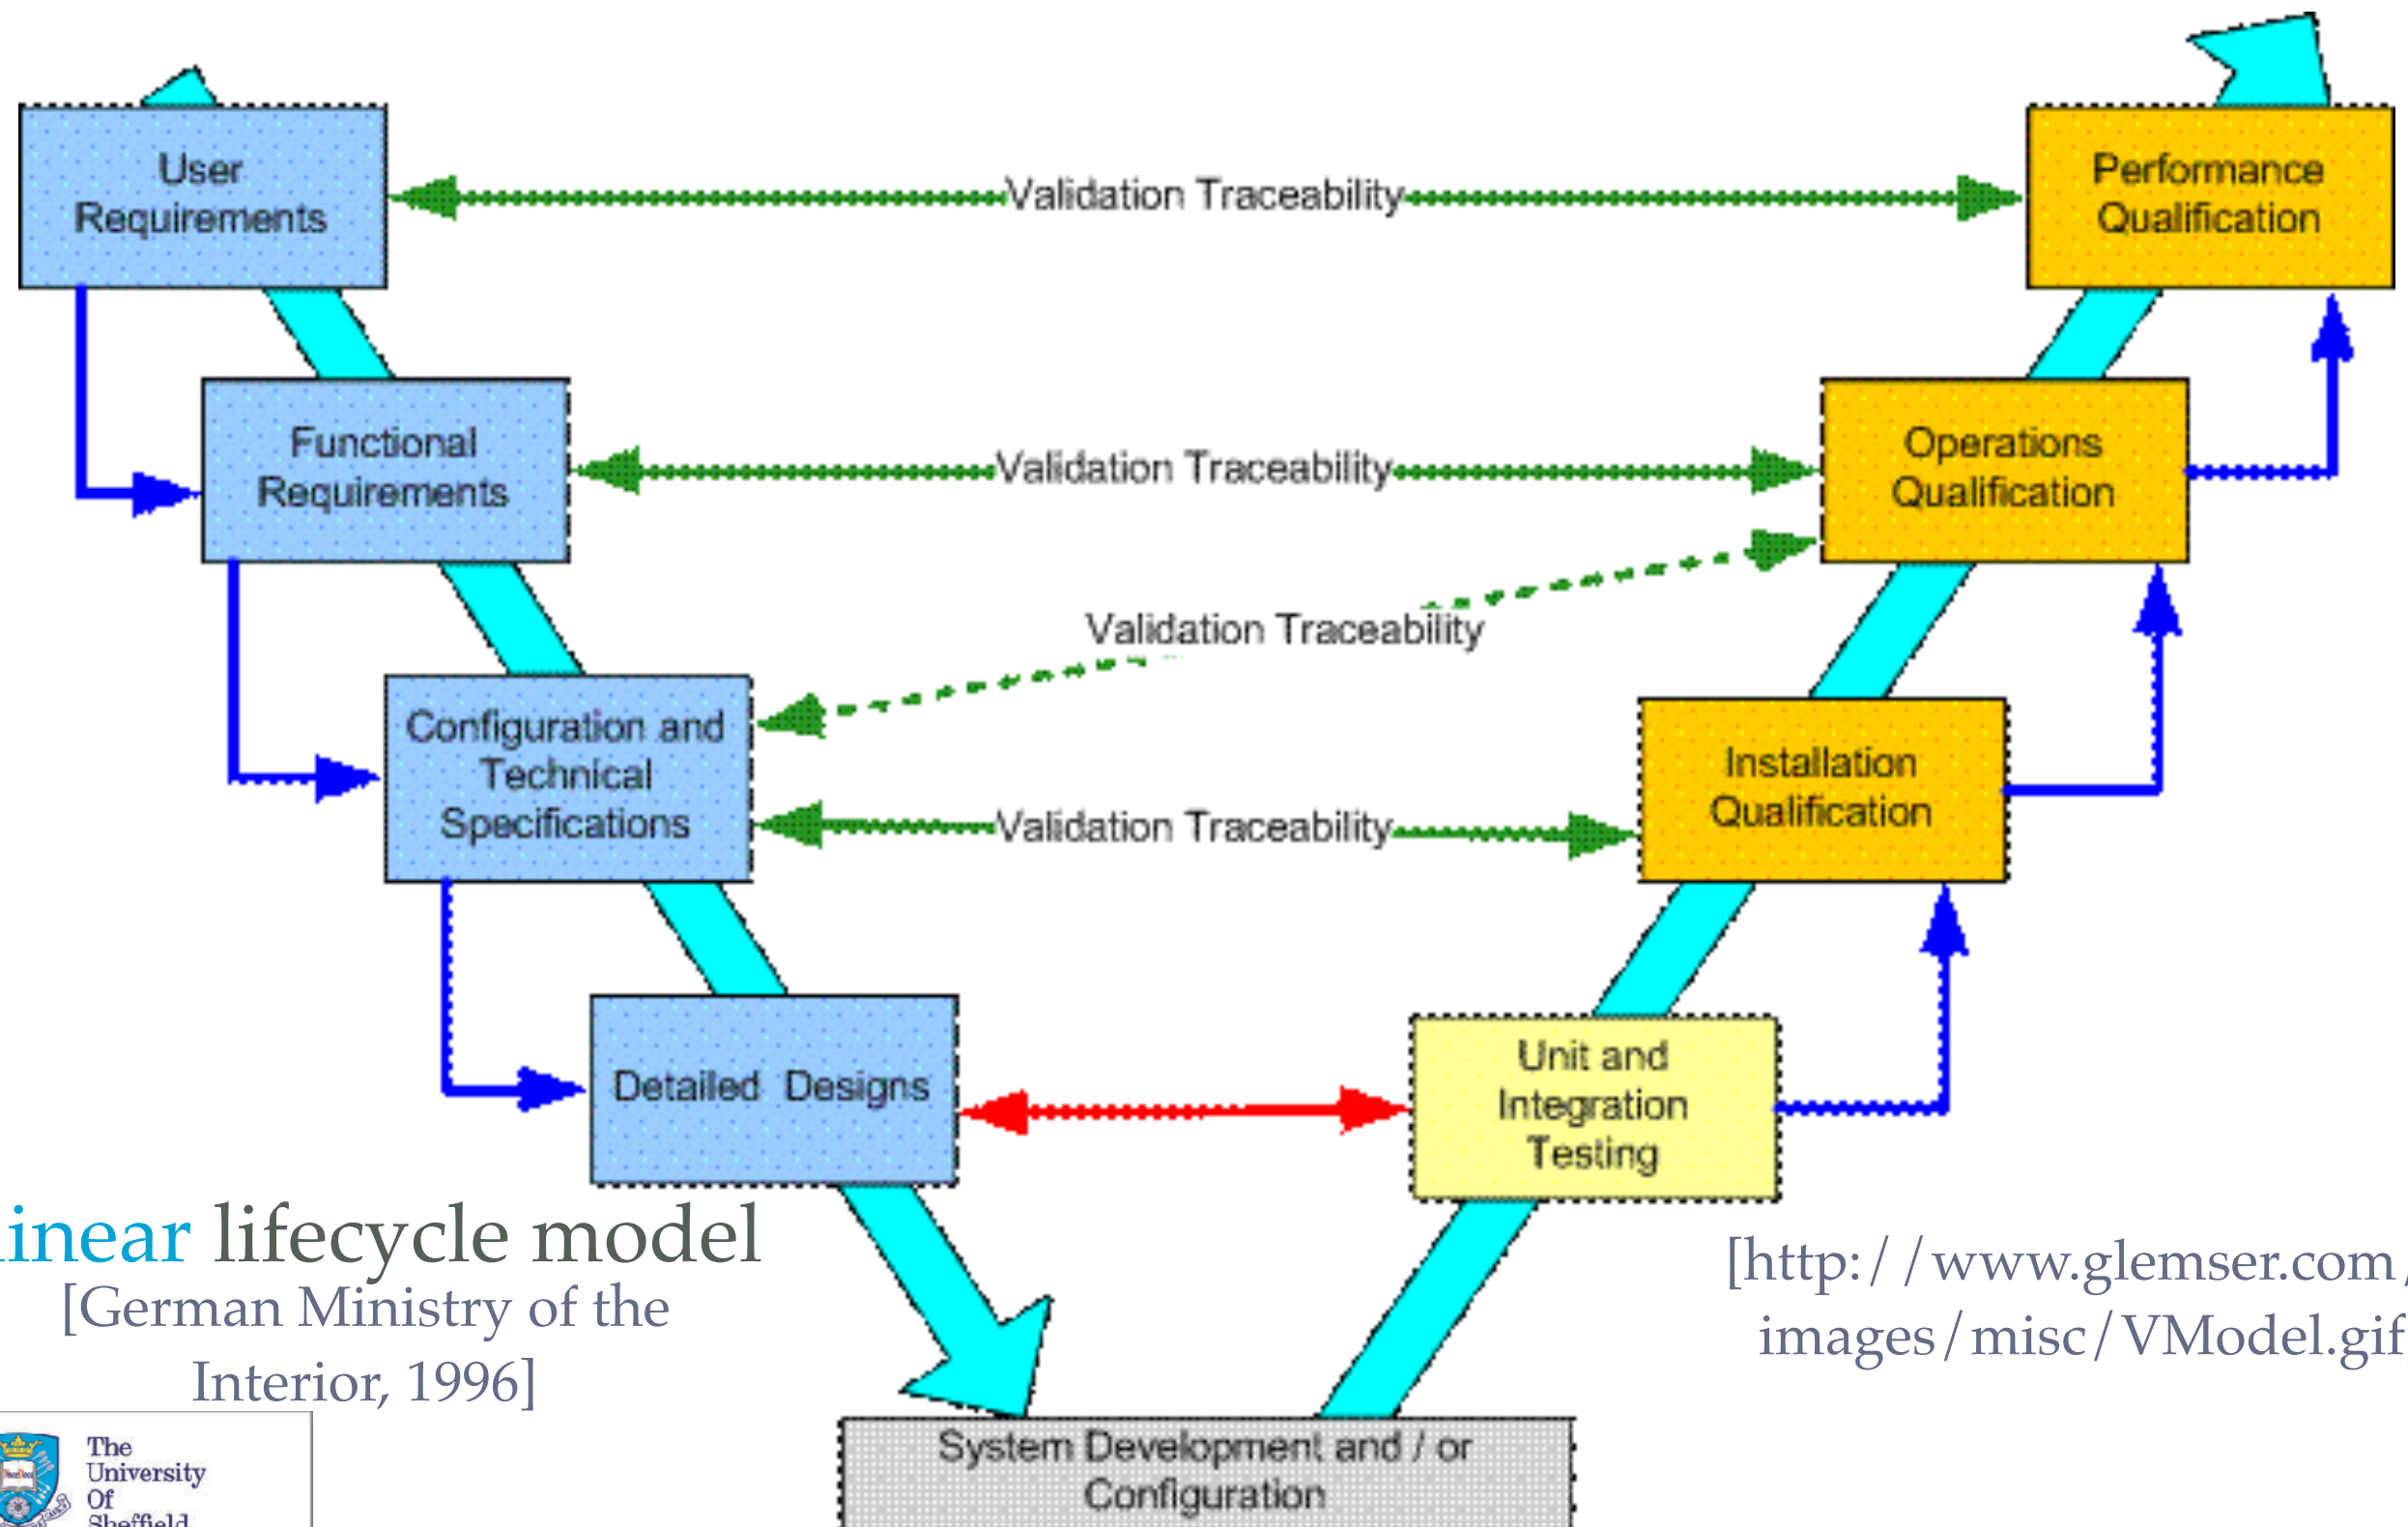 User
Requirements
Validation Traceability
Performance
Qualification
Functional
Requirements
Validation Traceability
Operations
Qualification
Validation Traceability
Configuration and
Technical
Specifications
Validation Traceability
Installation
Qualification
Detailed Designs
Unit and
Integration
Testing
inear lifecycle model
[German Ministry of the
Interior, 1996]
[http://www.glemser.com/
images/misc/VModel.gif
System Development and / or
Configuration
The
University
Of
Sheffield